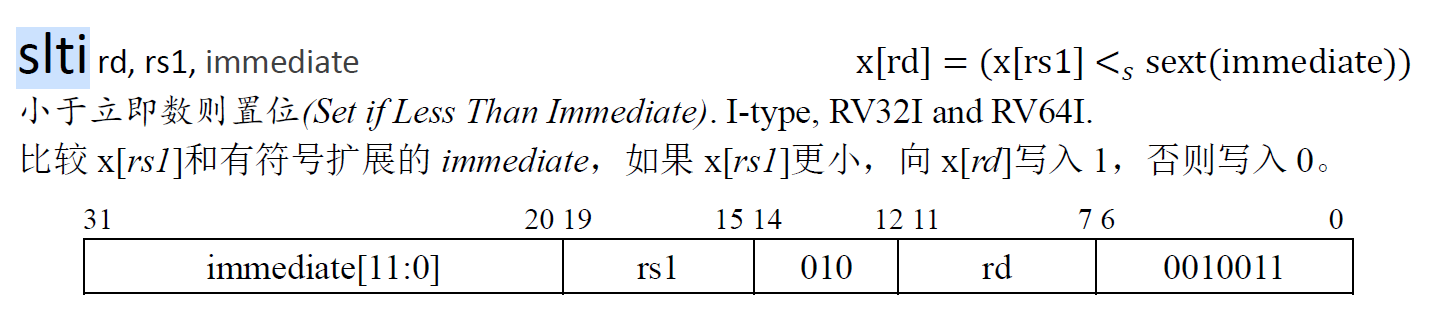 slti rd, rs1, immediate x[rd] = (x[rs1] <ₛ sext(immediate))
小于立即数则置位(Set if Less Than Immediate). I-type, RV32I and RV64I.
比较 x[rs1]和有符号扩展的 immediate，如果 x[rs1]更小，向 x[rd]写入 1，否则写入 0。
31 20 19 15 14 12 11 7 6 0
immediate[11:0] rs1 010 rd 0010011